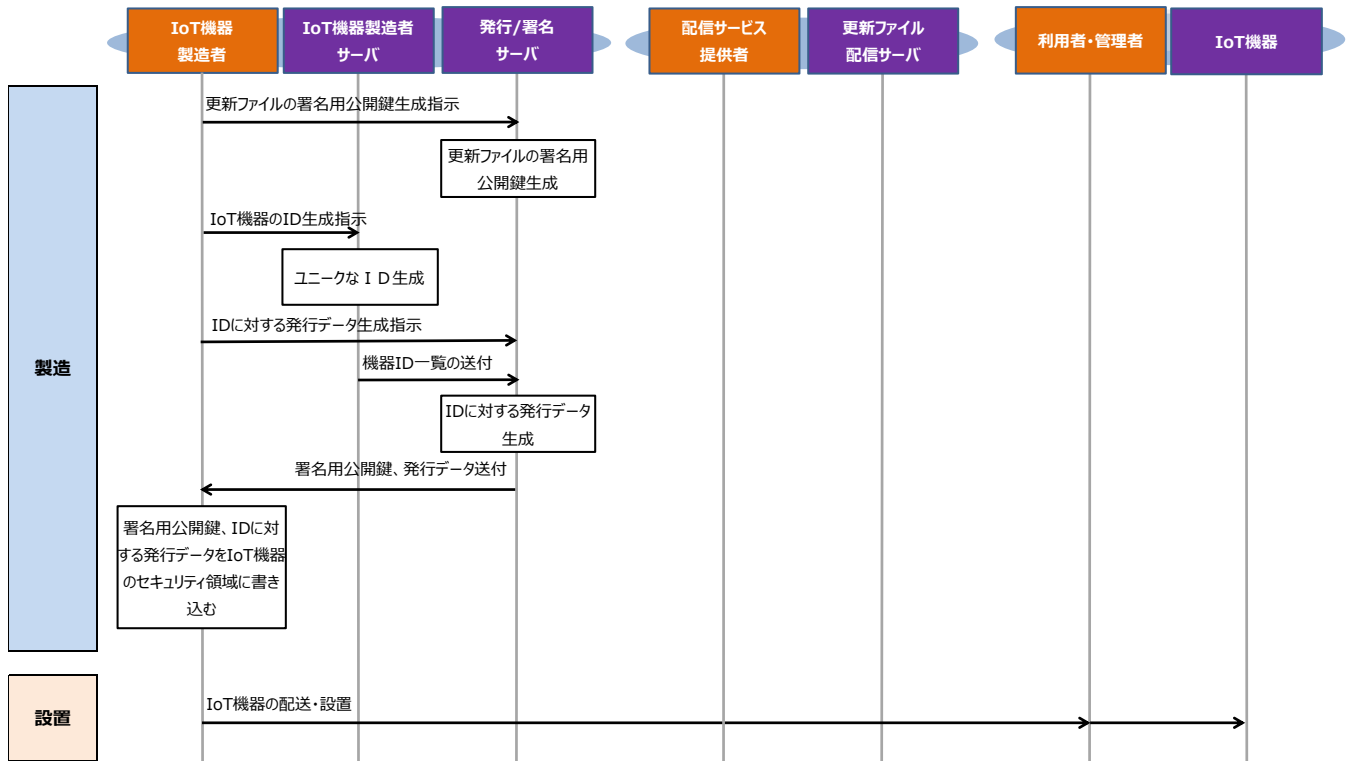 IoT機器
製造者
IoT機器製造者
サーバ
発行/署名
サーバ
配信サービス
提供者
更新ファイル
配信サーバ
利用者・管理者
IoT機器
製造
更新ファイルの署名用公開鍵生成指示
更新ファイルの署名用
公開鍵生成
IoT機器のID生成指示
ユニークなＩＤ生成
IDに対する発行データ生成指示
機器ID一覧の送付
IDに対する発行データ
生成
署名用公開鍵、発行データ送付
署名用公開鍵、IDに対
する発行データをIoT機器
のセキュリティ領域に書き
込む
設置
IoT機器の配送・設置